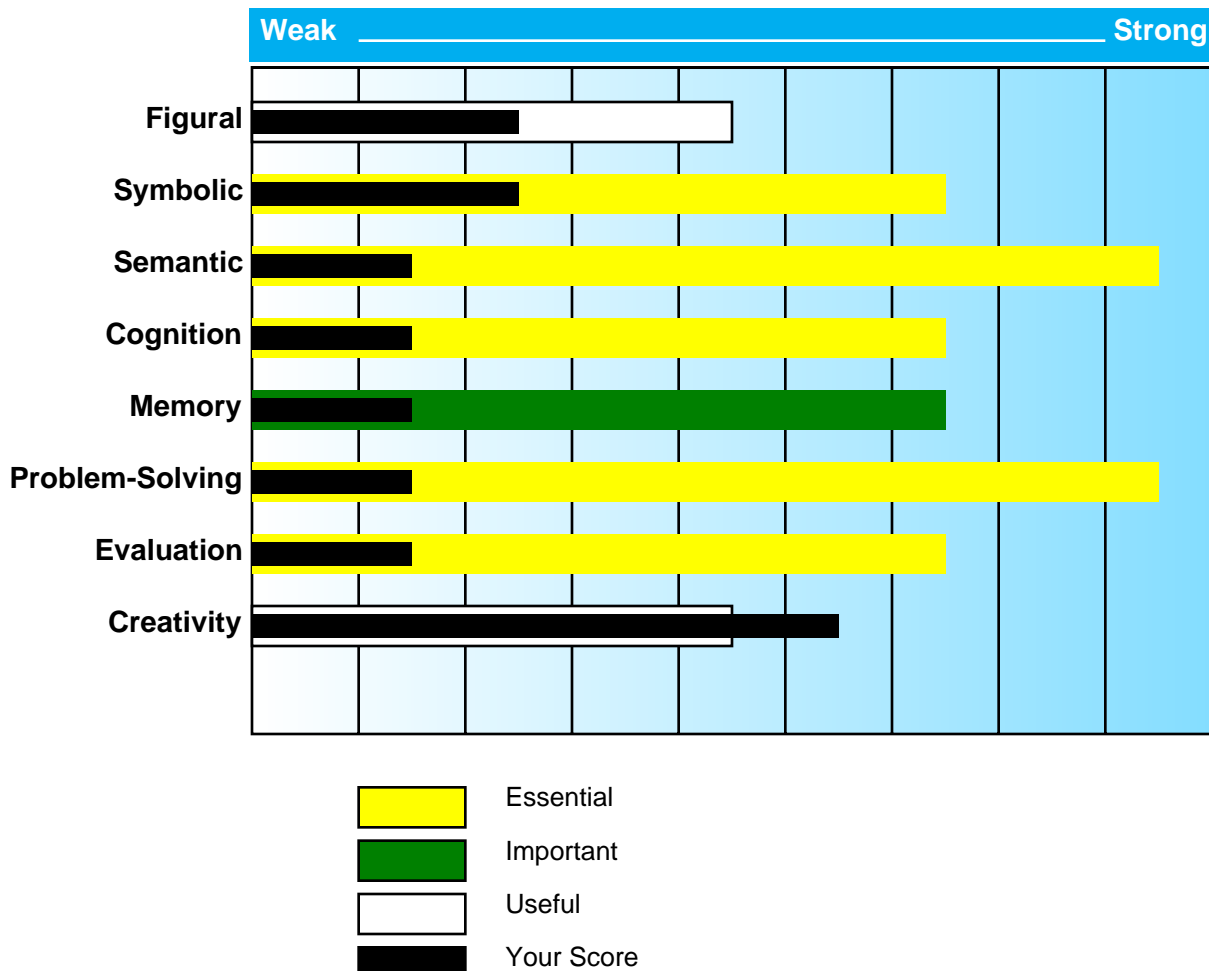 Weak Strong
Figural
Symbolic
Semantic
Cognition
Memory
Problem-Solving
Evaluation
Creativity
Essential
Important
Useful
Your Score